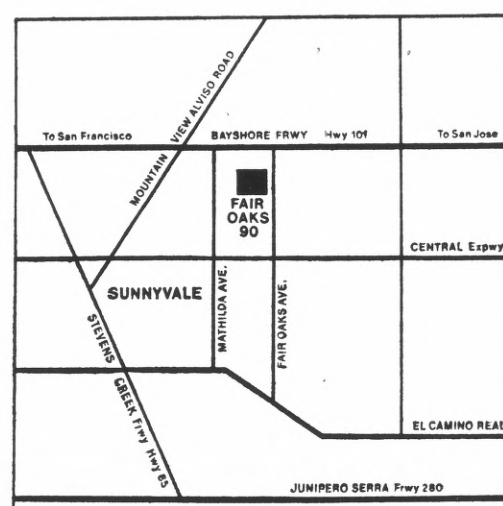 MOUNTAIN VIEW ALVISO ROAD
To San Francisco
BAYSHORE FRWY Hwy 101
To San Jose
FAIR
OAKS
90
CENTRAL Expwy
SUNNYVALE
MATHILDA AVE.
FAIR OAKS AVE.
STEVENS CREEK Frwy Hwy 85
EL CAMINO READ
JUNIPERO SERRA Frwy 280